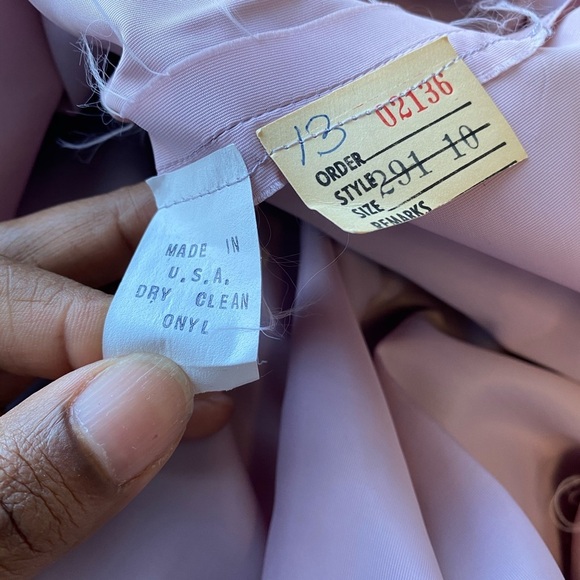 13 02136
ORDER
STYLE 291 10
SIZE
REMARKS
MADE IN
U.S.A.
DRY CLEAN
ONYL